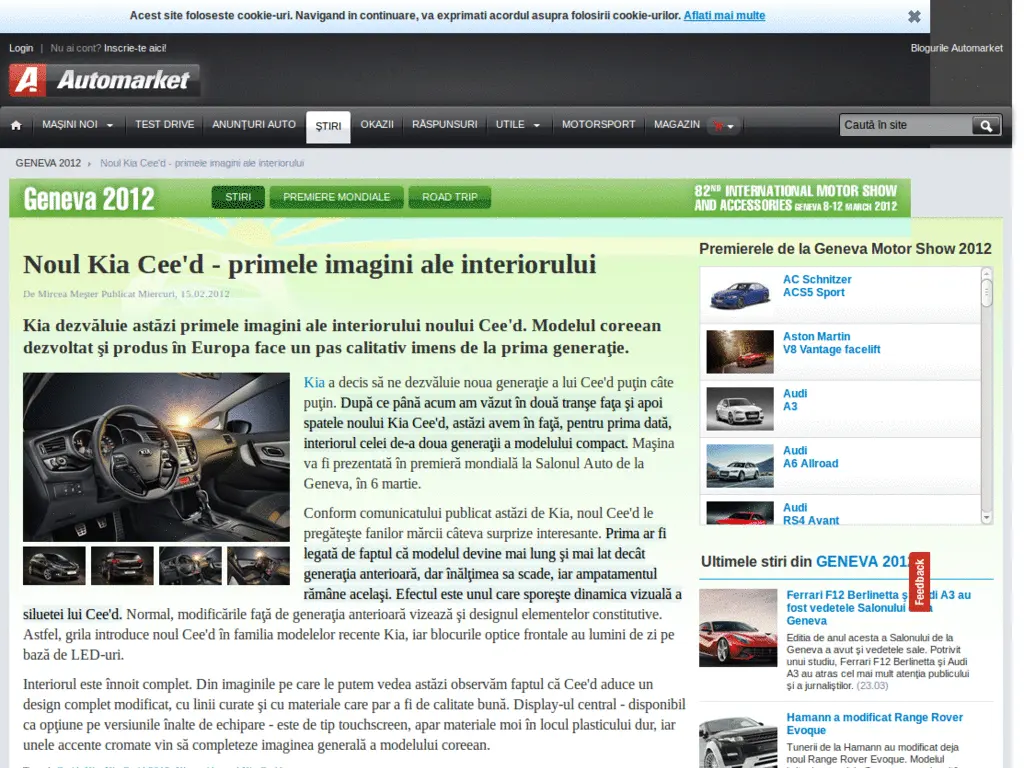 Acest site foloseste cookie-uri. Navigand in continuare, va exprimati acordul asupra folosirii cookie-urilor. Aflati mai multe
Login | Nu ai cont? Inscrie-te aici!
Blogurile Automarket
Automarket
MAŞINI NOI
TEST DRIVE
ANUNŢURI AUTO
ŞTIRI
OKAZII
RĂSPUNSURI
UTILE
MOTORSPORT
MAGAZIN
Caută în site
GENEVA 2012 › Noul Kia Cee'd - primele imagini ale interiorului
Geneva 2012
STIRI
PREMIERE MONDIALE
ROAD TRIP
82ND INTERNATIONAL MOTOR SHOW
AND ACCESSORIES GENEVA 8-12 MARCH 2012
Noul Kia Cee'd - primele imagini ale interiorului
De Mircea Meşter Publicat Miercuri, 15.02.2012
Kia dezvăluie astăzi primele imagini ale interiorului noului Cee'd. Modelul coreean
dezvoltat şi produs în Europa face un pas calitativ imens de la prima generaţie.
Kia a decis să ne dezvăluie noua generaţie a lui Cee'd puţin câte
puţin. După ce până acum am văzut în două tranşe faţa şi apoi
spatele noului Kia Cee'd, astăzi avem în faţă, pentru prima dată,
interiorul celei de-a doua generaţii a modelului compact. Maşina
va fi prezentată în premieră mondială la Salonul Auto de la
Geneva, în 6 martie.
Conform comunicatului publicat astăzi de Kia, noul Cee'd le
pregăteşte fanilor mărcii câteva surprize interesante. Prima ar fi
legată de faptul că modelul devine mai lung şi mai lat decât
generaţia anterioară, dar înălţimea sa scade, iar ampatamentul
rămâne acelaşi. Efectul este unul care sporeşte dinamica vizuală a
siluetei lui Cee'd. Normal, modificările faţă de generaţia anterioară vizează şi designul elementelor constitutive.
Astfel, grila introduce noul Cee'd în familia modelelor recente Kia, iar blocurile optice frontale au lumini de zi pe
bază de LED-uri.
Interiorul este înnoit complet. Din imaginile pe care le putem vedea astăzi observăm faptul că Cee'd aduce un
design complet modificat, cu linii curate şi cu materiale care par a fi de calitate bună. Display-ul central - disponibil
ca opţiune pe versiunile înalte de echipare - este de tip touchscreen, apar materiale moi în locul plasticului dur, iar
unele accente cromate vin să completeze imaginea generală a modelului coreean.
Premierele de la Geneva Motor Show 2012
AC Schnitzer
ACS5 Sport
Aston Martin
V8 Vantage facelift
Audi
A3
Audi
A6 Allroad
Audi
RS4 Avant
Ultimele stiri din GENEVA 2012
Feedback
Ferrari F12 Berlinetta şi Audi A3 au
fost vedetele Salonului
Geneva
Editia de anul acesta a Salonului de la
Geneva a avut şi vedetele sale. Potrivit
unui studiu, Ferrari F12 Berlinetta şi Audi
A3 au atras cel mai mult atenţia publicului
şi a jurnaliştilor. (23.03)
Hamann a modificat Range Rover
Evoque
Tunerii de la Hamann au modificat deja
noul Range Rover Evoque. Modelul